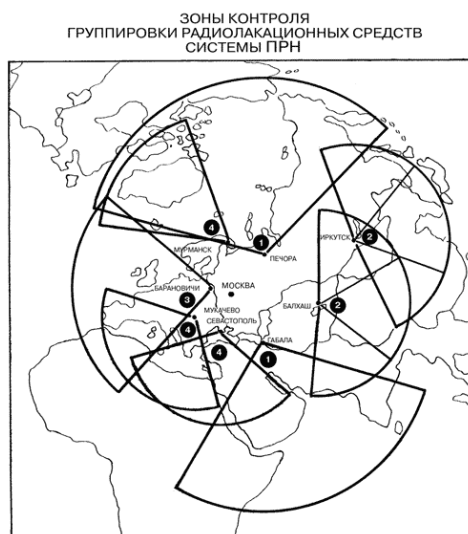 ЗОНЫ КОНТРОЛЯ
ГРУППИРОВКИ РАДИОЛАКАЦИОННЫХ СРЕДСТВ
СИСТЕМЫ ПРН
4
МУРМАНСК
1
ПЕЧОРА
ИРКУТСК
2
БАРАНОВИЧИ
МОСКВА
3
БАЛХАШ
2
МУКАЧЕВО
4
СЕВАСТОПОЛЬ
4
ГАБАЛА
1